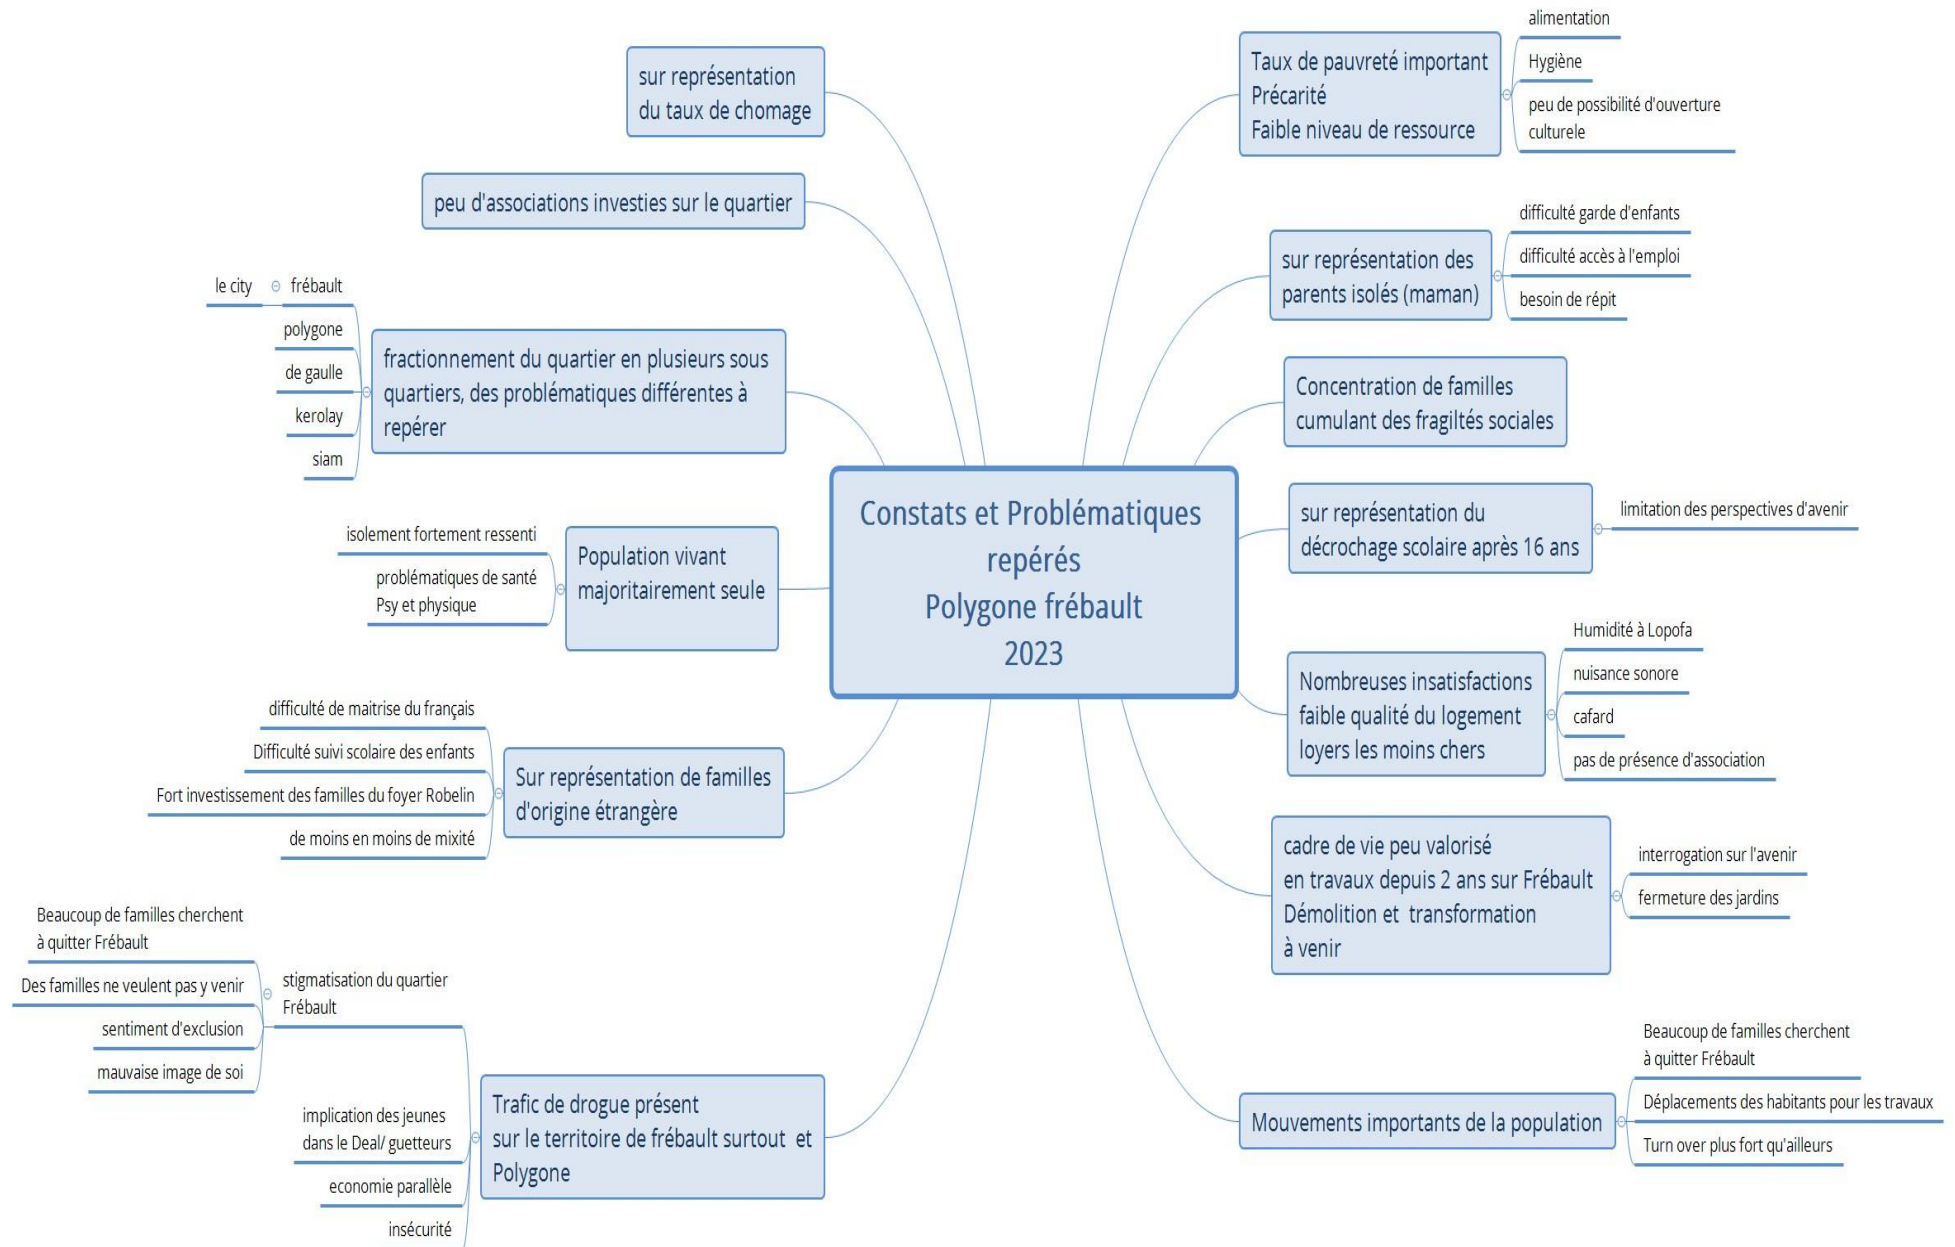 Constats et Problématiques
repérés
Polygone frébault
2023
Taux de pauvreté important
Précarité
Faible niveau de ressource
alimentation
Hygiène
peu de possibilité d'ouverture
culturele
sur représentation des
parents isolés (maman)
difficulté garde d'enfants
difficulté accès à l'emploi
besoin de répit
Concentration de familles
cumulant des fragiltés sociales
sur représentation du
décrochage scolaire après 16 ans
limitation des perspectives d'avenir
Nombreuses insatisfactions
faible qualité du logement
loyers les moins chers
Humidité à Lopofa
nuisance sonore
cafard
pas de présence d'association
cadre de vie peu valorisé
en travaux depuis 2 ans sur Frébault
Démolition et transformation
à venir
interrogation sur l'avenir
fermeture des jardins
Mouvements importants de la population
Beaucoup de familles cherchent
à quitter Frébault
Déplacements des habitants pour les travaux
Turn over plus fort qu'ailleurs
sur représentation
du taux de chomage
peu d'associations investies sur le quartier
fractionnement du quartier en plusieurs sous
quartiers, des problématiques différentes à
repérer
frébault
le city
polygone
de gaulle
kerolay
siam
Population vivant
majoritairement seule
isolement fortement ressenti
problématiques de santé
Psy et physique
Sur représentation de familles
d'origine étrangère
difficulté de maitrise du français
Difficulté suivi scolaire des enfants
Fort investissement des familles du foyer Robelin
de moins en moins de mixité
Trafic de drogue présent
sur le territoire de frébault surtout et
Polygone
stigmatisation du quartier
Frébault
Beaucoup de familles cherchent
à quitter Frébault
Des familles ne veulent pas y venir
sentiment d'exclusion
mauvaise image de soi
implication des jeunes
dans le Deal/ guetteurs
economie parallèle
insécurité